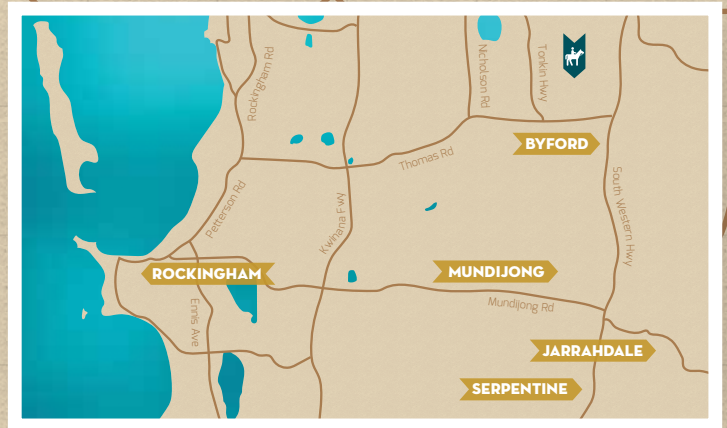 Rockingham Rd
Nicholson Rd
Tonkin Hwy
BYFORD
Thomas Rd
Patterson Rd
Kwinana Fwy
South Western Hwy
ROCKINGHAM
MUNDIJONG
Ennis Ave
Mundijong Rd
JARRAHDALE
SERPENTINE